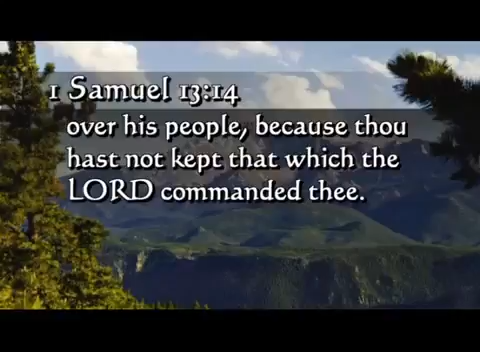 1 Samuel 13:14
over his people, because thou
hast not kept that which the
LORD commanded thee.